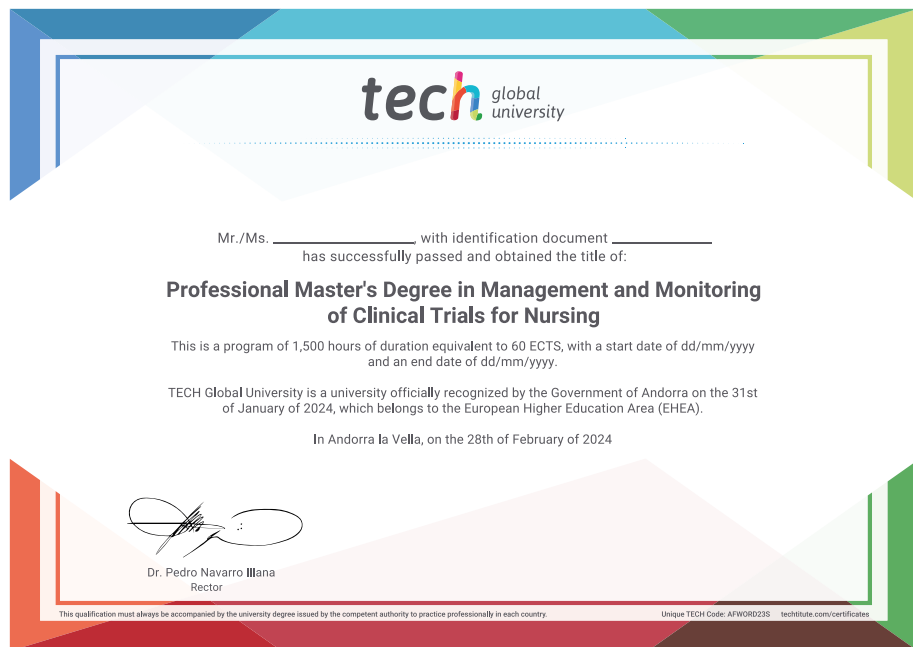 tech global
university
Mr./Ms. ____________, with identification document ____________
has successfully passed and obtained the title of:
Professional Master's Degree in Management and Monitoring
of Clinical Trials for Nursing
This is a program of 1,500 hours of duration equivalent to 60 ECTS, with a start date of dd/mm/yyyy
and an end date of dd/mm/yyyy.
TECH Global University is a university officially recognized by the Government of Andorra on the 31st
of January of 2024, which belongs to the European Higher Education Area (EHEA).
In Andorra la Vella, on the 28th of February of 2024
Dr. Pedro Navarro Illana
Rector
This qualification must always be accompanied by the university degree issued by the competent authority to practice professionally in each country.
Unique TECH Code: AFWORD23S techtitute.com/certificates